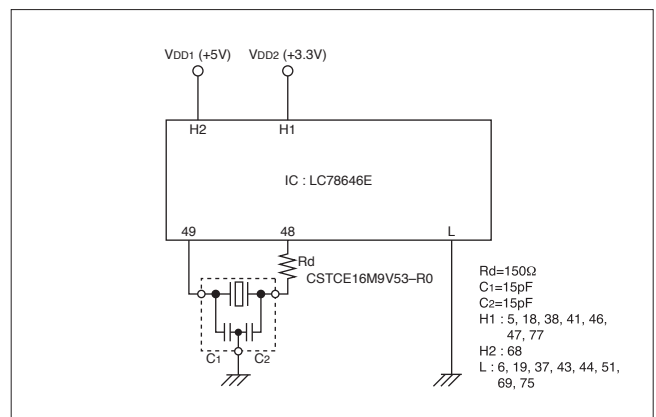 VDD1 (+5V)
VDD2 (+3.3V)
H2
H1
IC : LC78646E
49
48
L
Rd
CSTCE16M9V53–R0
C1
C2
Rd=150Ω
C1=15pF
C2=15pF
H1 : 5, 18, 38, 41, 46,
47, 77
H2 : 68
L : 6, 19, 37, 43, 44, 51,
69, 75